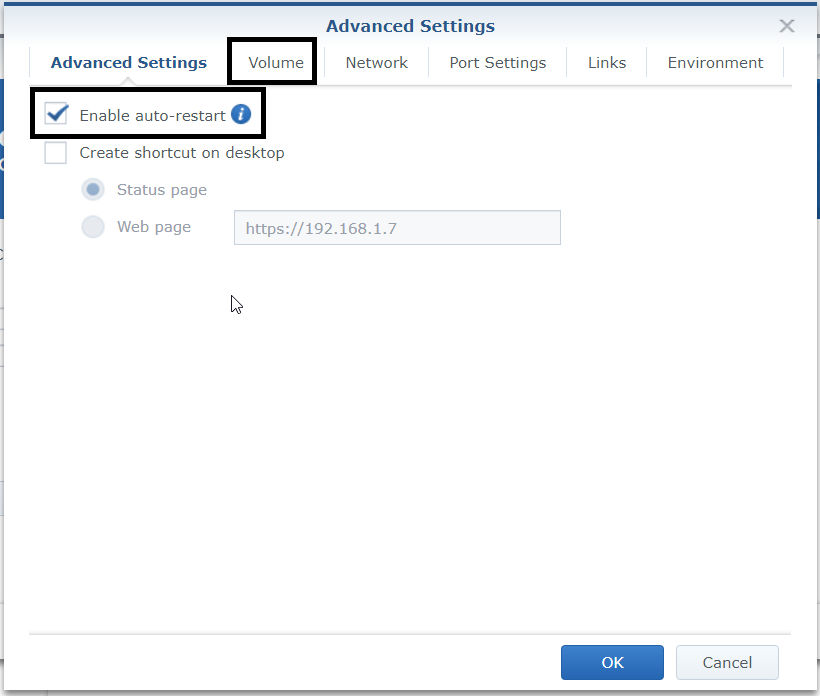 Advanced Settings
Advanced Settings Volume Network Port Settings Links Environment
Enable auto-restart i
Create shortcut on desktop
Status page
Web page https://192.168.1.7
OK Cancel